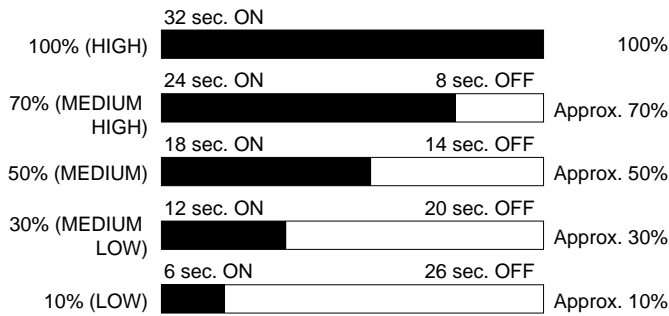 32 sec. ON
100% (HIGH) 100%
24 sec. ON 8 sec. OFF
70% (MEDIUM
HIGH) Approx. 70%
18 sec. ON 14 sec. OFF
50% (MEDIUM) Approx. 50%
12 sec. ON 20 sec. OFF
30% (MEDIUM
LOW) Approx. 30%
6 sec. ON 26 sec. OFF
10% (LOW) Approx. 10%